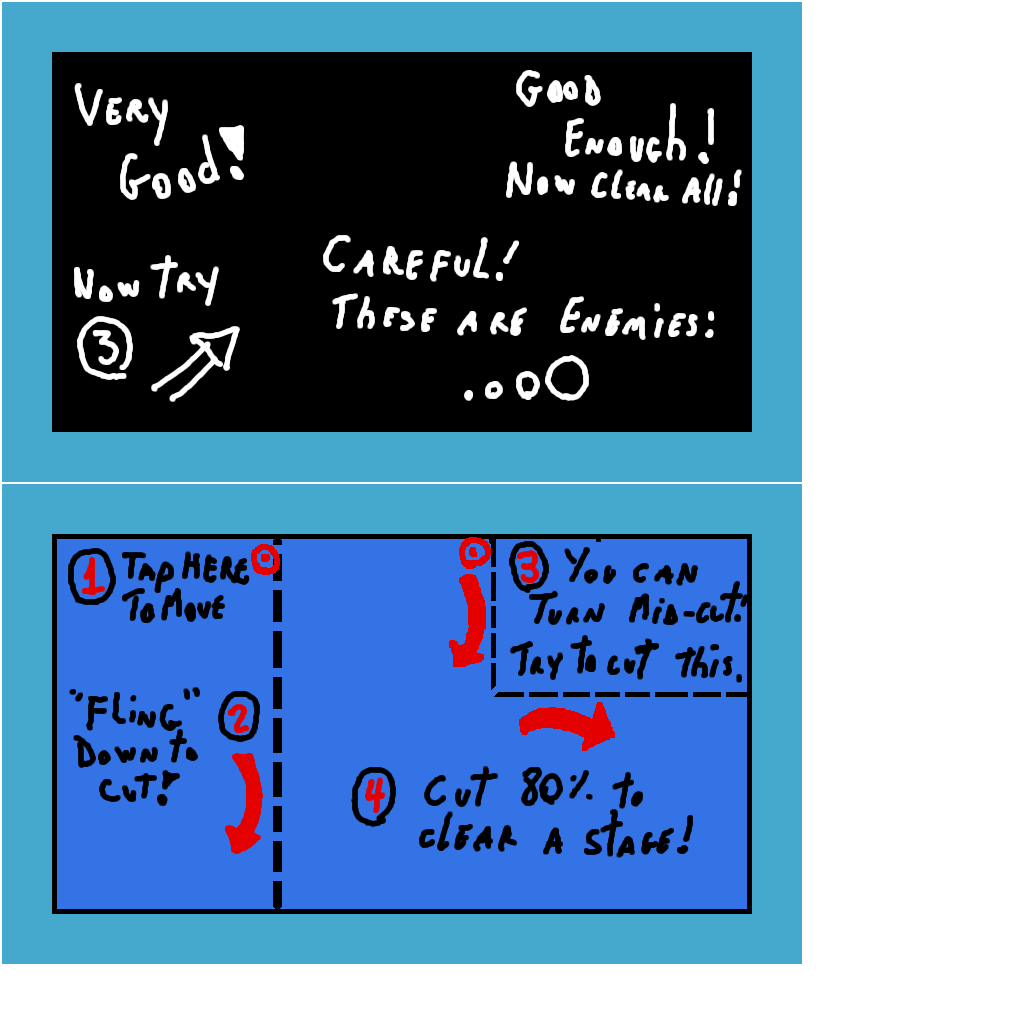 VERY
GOOD!
GOOD
ENOUGH!
NOW CLEAR ALL!
NOW TRY
3
CAREFUL!
THESE ARE ENEMIES:
1 TAP HERE
TO MOVE
"FLING" 2
DOWN TO
CUT!
3 YOU CAN
TURN MID-CUT!
TRY TO CUT THIS.
4 CUT 80% TO
CLEAR A STAGE!